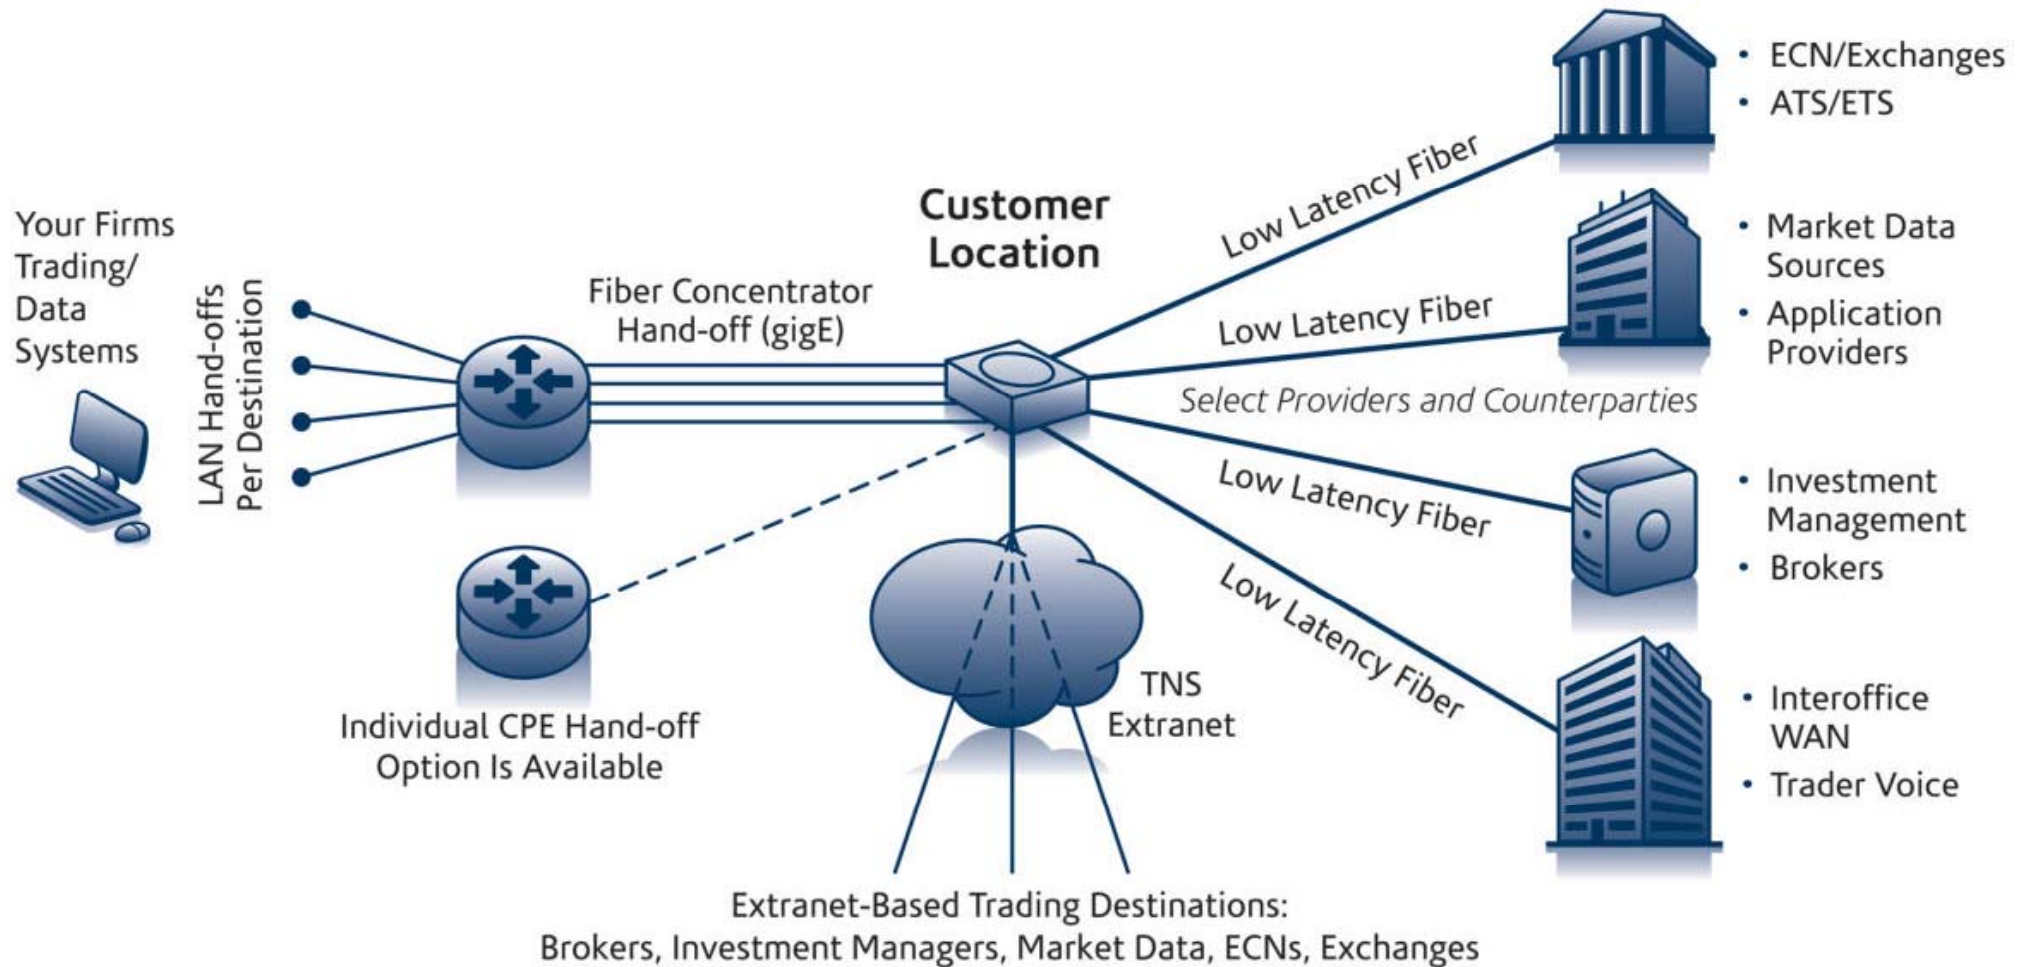 Your Firms
Trading/
Data
Systems
LAN Hand-offs
Per Destination
Fiber Concentrator
Hand-off (gigE)
Customer
Location
Low Latency Fiber
• ECN/Exchanges
• ATS/ETS
Low Latency Fiber
• Market Data
Sources
• Application
Providers
Select Providers and Counterparties
Low Latency Fiber
• Investment
Management
• Brokers
Low Latency Fiber
• Interoffice
WAN
• Trader Voice
Individual CPE Hand-off
Option Is Available
TNS
Extranet
Extranet-Based Trading Destinations:
Brokers, Investment Managers, Market Data, ECNs, Exchanges